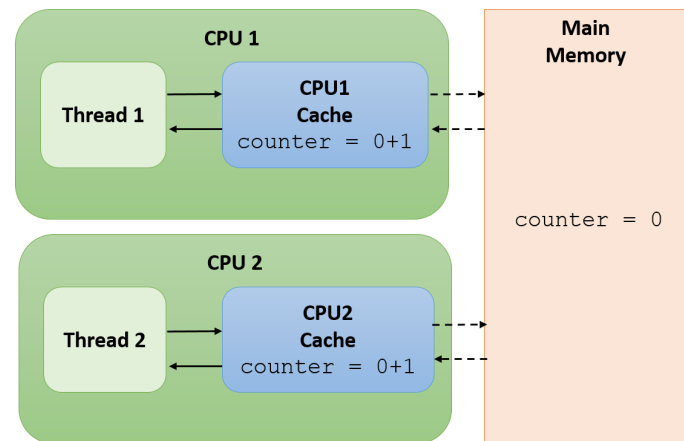 CPU 1
Thread 1
CPU1
Cache
counter = 0+1
Main
Memory
counter = 0
CPU 2
Thread 2
CPU2
Cache
counter = 0+1